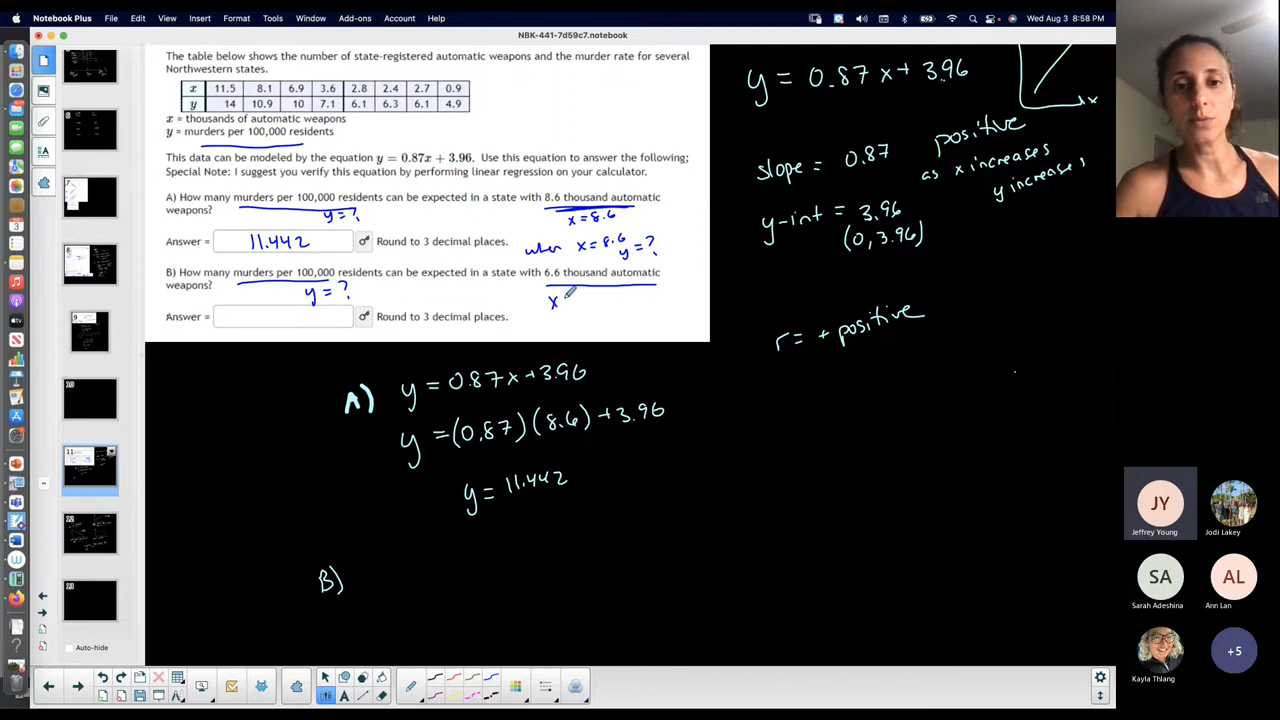 Notebook Plus File Edit View Insert Format Tools Add-ons Account Help
Wed Aug 3 8:58 PM
NBK-441-7d59c7.notebook
The table below shows the number of state-registered automatic weapons and the murder rate for several
Northwestern states.
x 11.5 8.1 6.9 3.6 2.8 2.4 2.7 0.9
y 14 10.9 10 7.1 6.1 6.3 6.1 4.9
x = thousands of automatic weapons
y = murders per 100,000 residents
This data can be modeled by the equation y = 0.87x + 3.96. Use this equation to answer the following;
Special Note: I suggest you verify this equation by performing linear regression on your calculator.
A) How many murders per 100,000 residents can be expected in a state with 8.6 thousand automatic
weapons?
y = ?
x = 8.6
Answer = 11.442 Round to 3 decimal places.
when x = 8.6
y = ?
B) How many murders per 100,000 residents can be expected in a state with 6.6 thousand automatic
weapons?
y = ?
x
Answer = Round to 3 decimal places.
A) y = 0.87x + 3.96
y = (0.87)(8.6) + 3.96
y = 11.442
B)
y = 0.87x + 3.96
x
slope = 0.87
positive
as x increases
y increases
y-int = 3.96
(0, 3.96)
r = + positive
6
7
8
9
10
11
12
13
Auto-hide
JY
Jeffrey Young
Jodi Lakey
SA
Sarah Adeshina
AL
Ann Lan
Kayla Thlang
+5